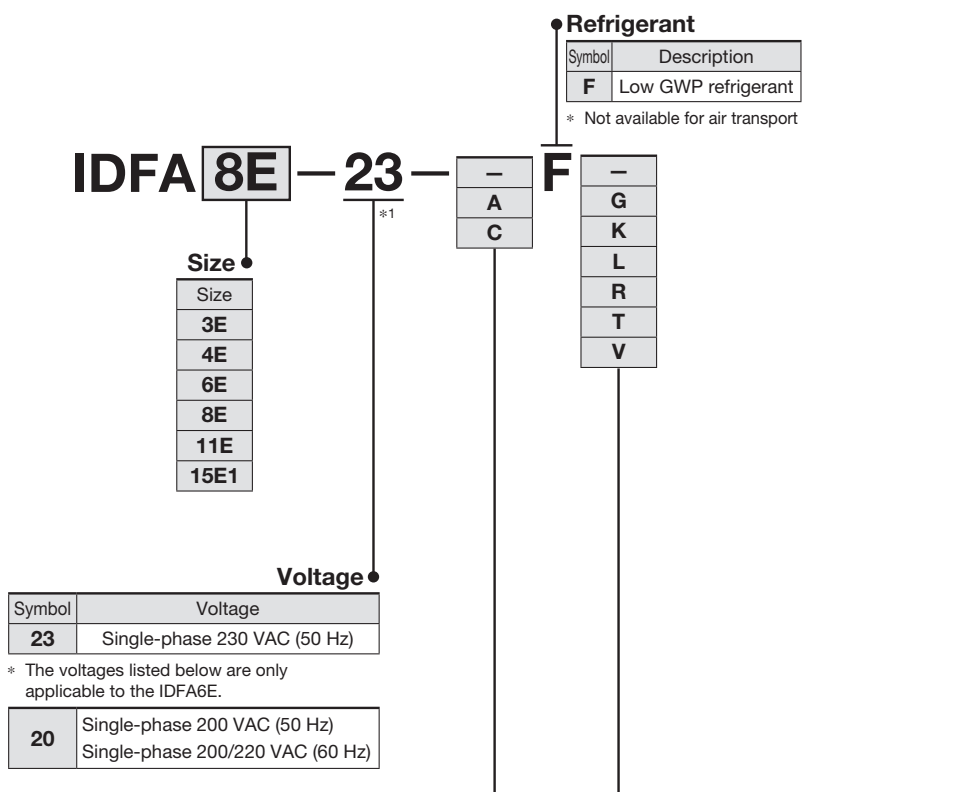 Refrigerant
Symbol Description
F Low GWP refrigerant
* Not available for air transport
IDFA 8E — 23 — – F –
A
C
G
K
L
R
T
V
*1
Size
Size
3E
4E
6E
8E
11E
15E1
Voltage
Symbol Voltage
23 Single-phase 230 VAC (50 Hz)
* The voltages listed below are only
applicable to the IDFA6E.
20 Single-phase 200 VAC (50 Hz)
Single-phase 200/220 VAC (60 Hz)